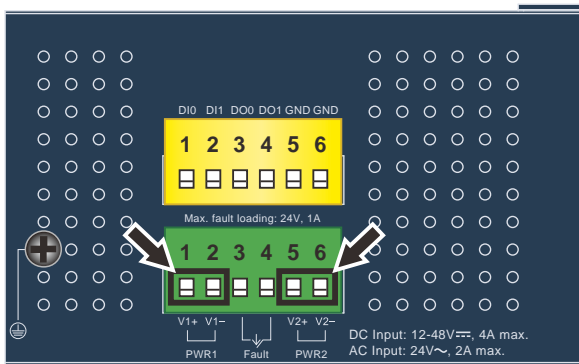 DI0 DI1 DO0 DO1 GND GND
1 2 3 4 5 6
Max. fault loading: 24V, 1A
1 2 3 4 5 6
V1+ V1− V2+ V2−
PWR1 Fault PWR2
DC Input: 12-48V⎓, 4A max.
AC Input: 24V~, 2A max.